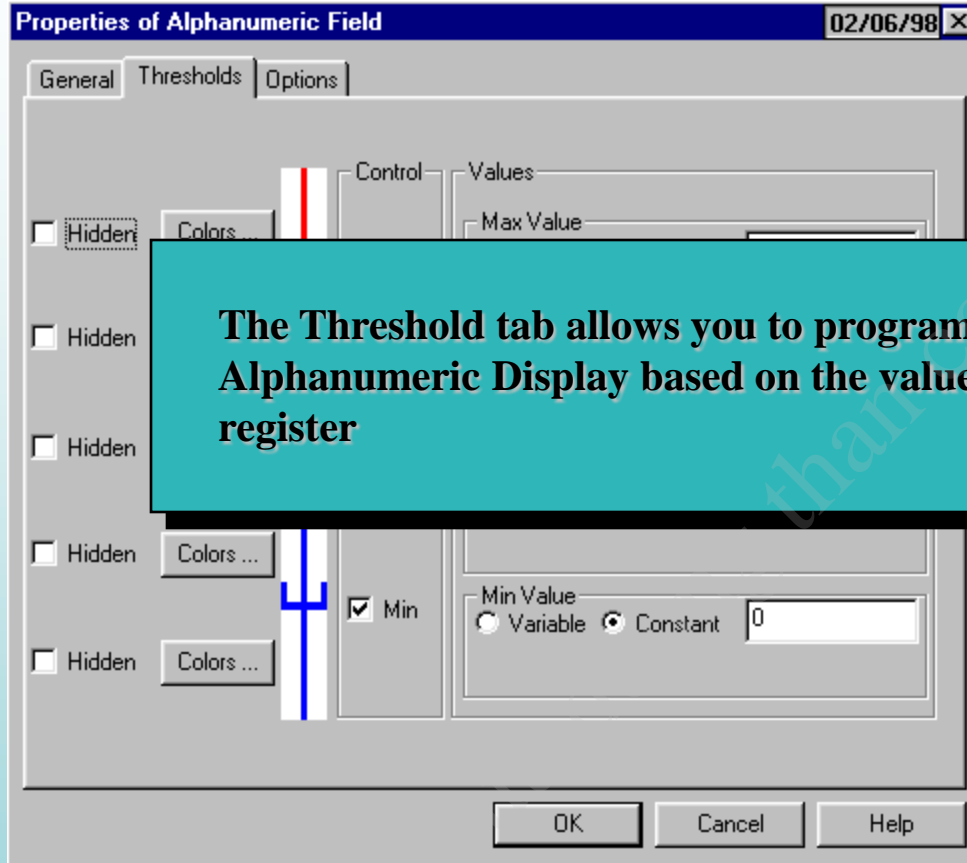 Properties of Alphanumeric Field
02/06/98
General Thresholds Options
Control Values
Max Value
Hidden Colors ...
The Threshold tab allows you to program
Alphanumeric Display based on the value
register
Hidden
Hidden
Hidden Colors ...
Min
Min Value
Variable Constant 0
Hidden Colors ...
OK Cancel Help